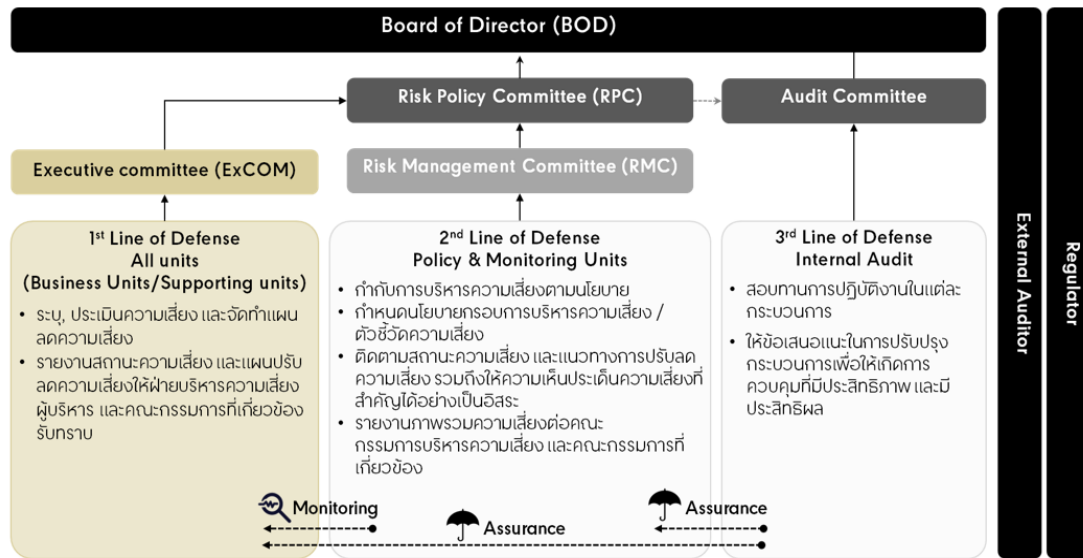 Board of Director (BOD)
Risk Policy Committee (RPC)
Audit Committee
Executive committee (ExCOM)
Risk Management Committee (RMC)
1st Line of Defense
All units
(Business Units/Supporting units)
• ระบุ, ประเมินความเสี่ยง และจัดทำแผน
ลดความเสี่ยง
• รายงานสถานะความเสี่ยง และแผนปรับ
ลดความเสี่ยงให้ฝ่ายบริหารความเสี่ยง
ผู้บริหาร และคณะกรรมการที่เกี่ยวข้อง
รับทราบ
2nd Line of Defense
Policy & Monitoring Units
• กำกับการบริหารความเสี่ยงตามนโยบาย
• กำหนดนโยบายกรอบการบริหารความเสี่ยง /
ตัวชี้วัดความเสี่ยง
• ติดตามสถานะความเสี่ยง และแนวทางการปรับลด
ความเสี่ยง รวมถึงให้ความเห็นประเด็นความเสี่ยงที่
สำคัญได้อย่างเป็นอิสระ
• รายงานภาพรวมความเสี่ยงต่อคณะ
กรรมการบริหารความเสี่ยง และคณะกรรมการที่
เกี่ยวข้อง
3rd Line of Defense
Internal Audit
• สอบทานการปฏิบัติงานในแต่ละ
กระบวนการ
• ให้ข้อเสนอแนะในการปรับปรุง
กระบวนการเพื่อให้เกิดการ
ควบคุมที่มีประสิทธิภาพ และมี
ประสิทธิผล
Monitoring
Assurance
Assurance
External Auditor
Regulator